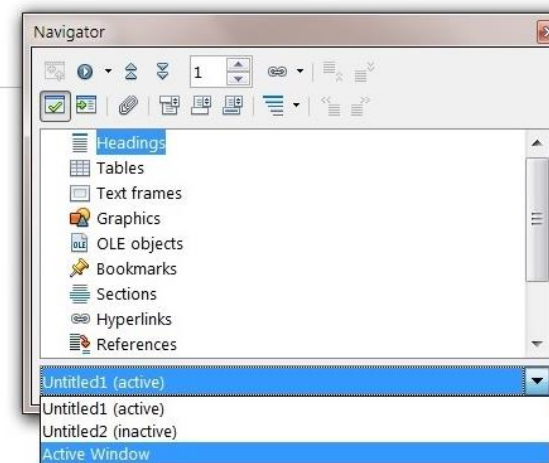 Navigator
1
Headings
Tables
Text frames
Graphics
OLE objects
Bookmarks
Sections
Hyperlinks
References
Untitled1 (active)
Untitled1 (active)
Untitled2 (inactive)
Active Window